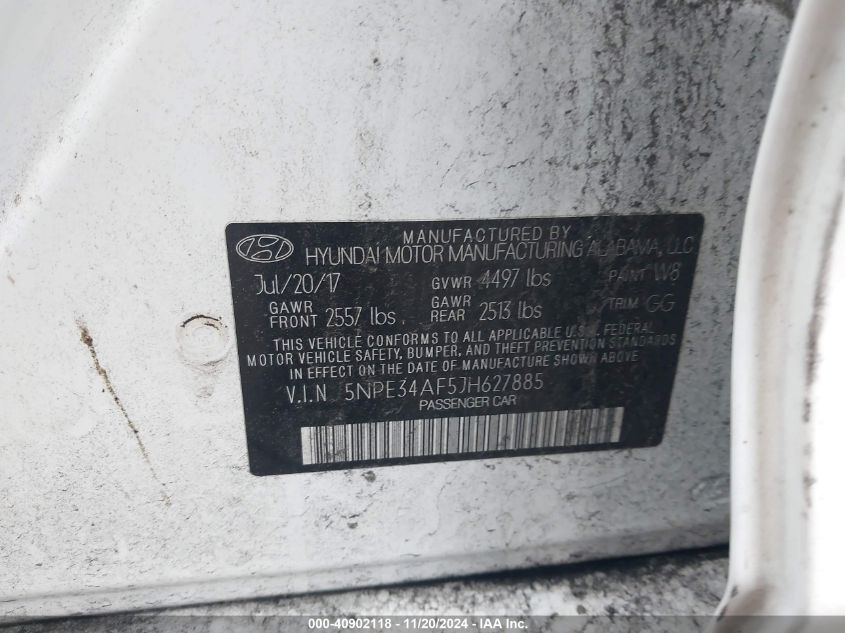 MANUFACTURED BY
HYUNDAI MOTOR MANUFACTURING ALABAMA, LLC
Jul/20/17 GVWR 4497 lbs PAINT W8
GAWR FRONT 2557 lbs GAWR REAR 2513 lbs TRIM GG
THIS VEHICLE CONFORMS TO ALL APPLICABLE U.S. FEDERAL
MOTOR VEHICLE SAFETY, BUMPER, AND THEFT PREVENTION STANDARDS
IN EFFECT ON THE DATE OF MANUFACTURE SHOWN ABOVE.
V.I.N 5NPE34AF5JH627885
PASSENGER CAR
000-40902118 - 11/20/2024 - IAAI.COM